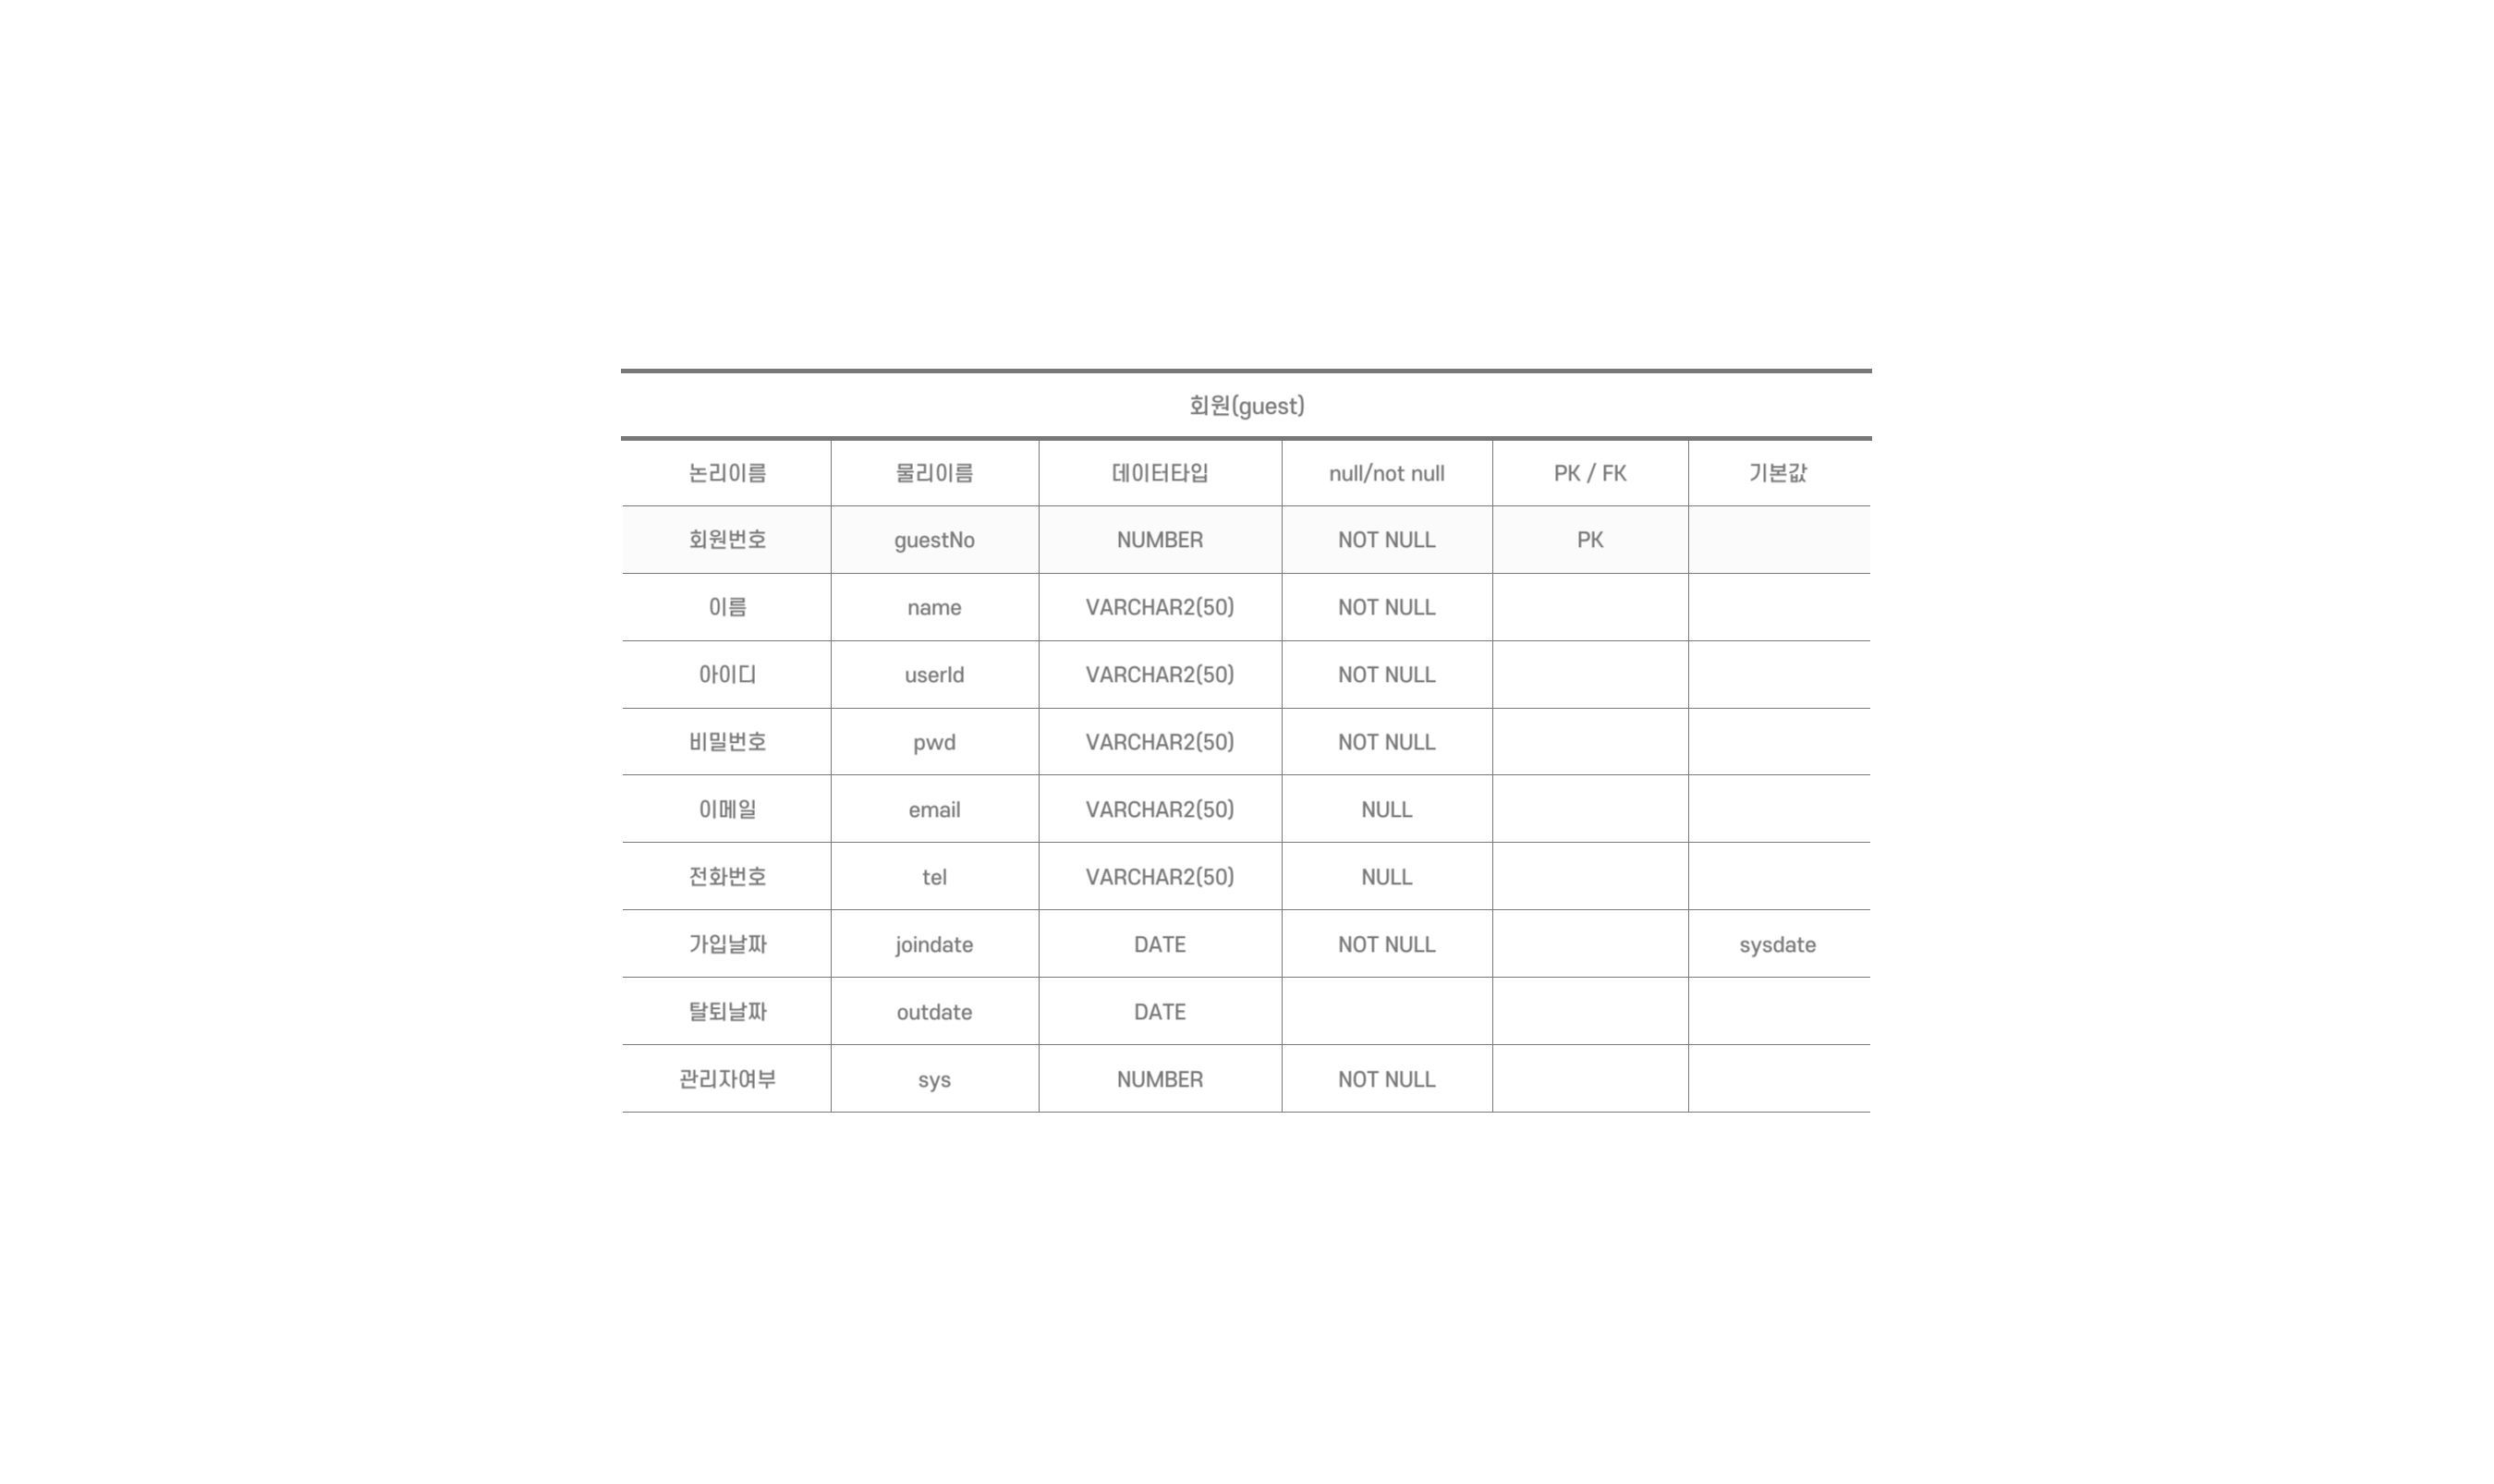 회원(guest)
논리이름 물리이름 데이터타입 null/not null PK / FK 기본값
회원번호 guestNo NUMBER NOT NULL PK
이름 name VARCHAR2(50) NOT NULL
아이디 userId VARCHAR2(50) NOT NULL
비밀번호 pwd VARCHAR2(50) NOT NULL
이메일 email VARCHAR2(50) NULL
전화번호 tel VARCHAR2(50) NULL
가입날짜 joindate DATE NOT NULL sysdate
탈퇴날짜 outdate DATE
관리자여부 sys NUMBER NOT NULL